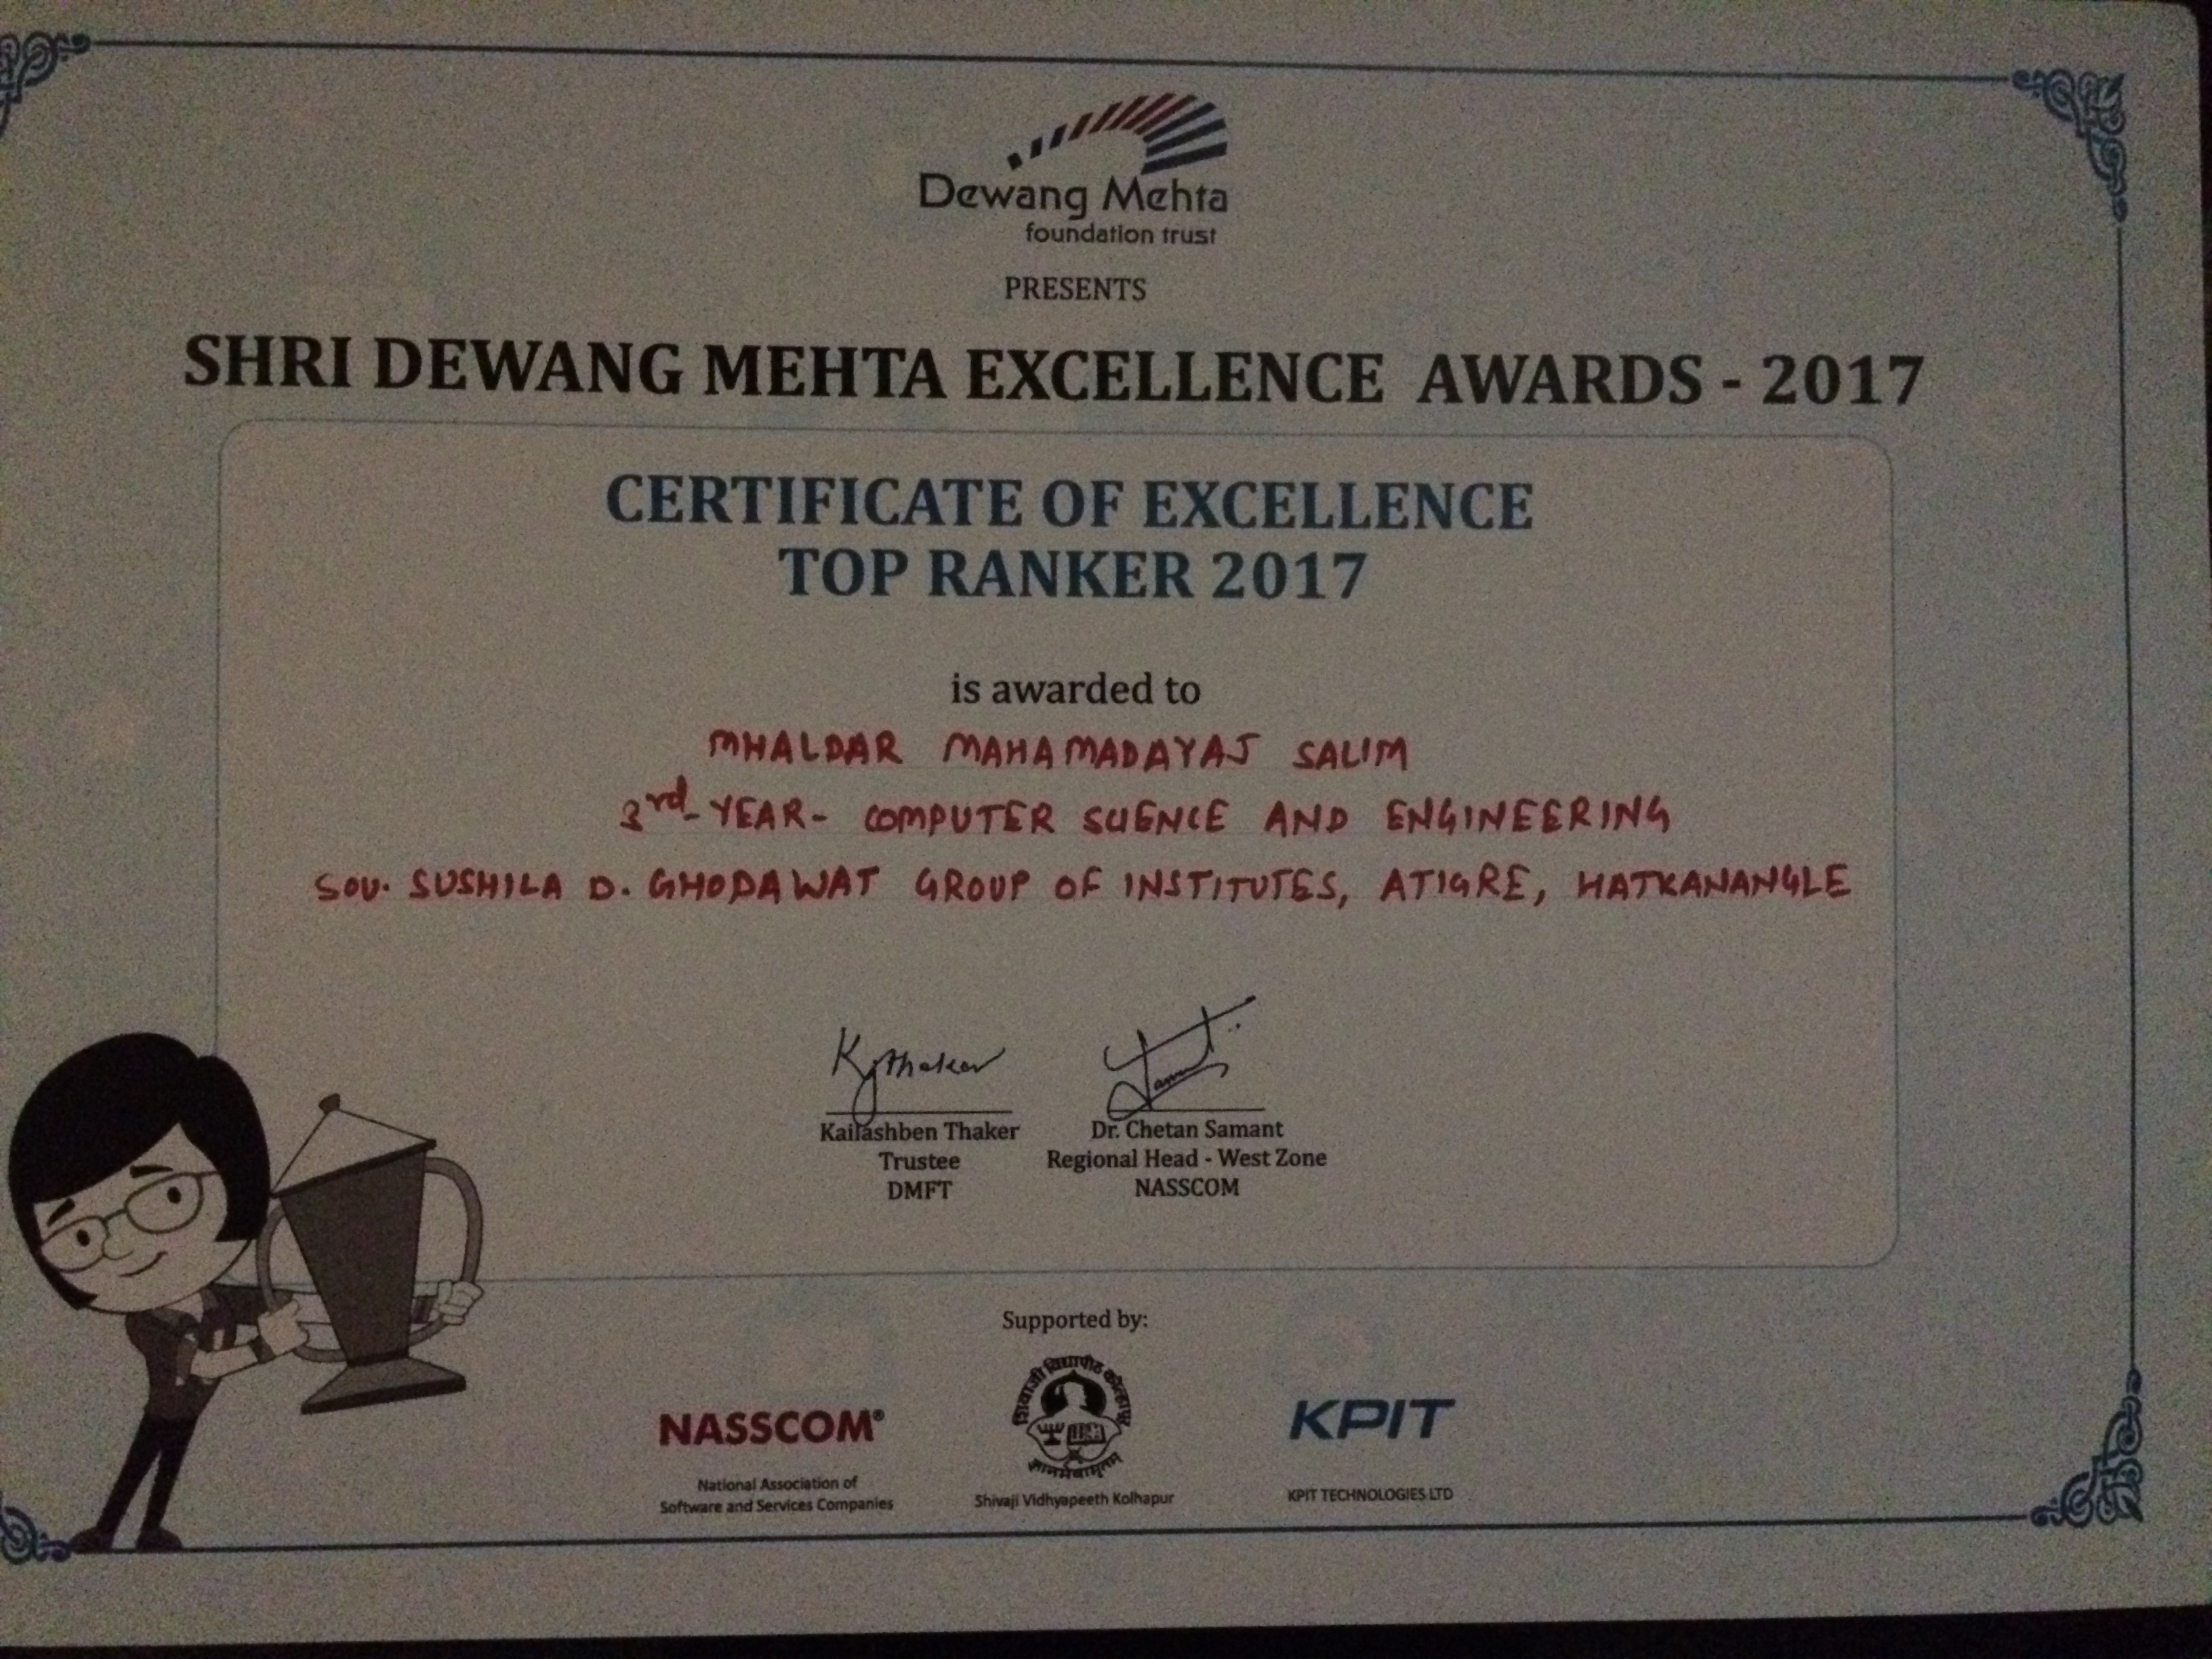 Dewang Mehta
foundation trust
PRESENTS
SHRI DEWANG MEHTA EXCELLENCE AWARDS - 2017
CERTIFICATE OF EXCELLENCE
TOP RANKER 2017
is awarded to
MHALDAR MAHAMADAYAJ SALIM
3rd YEAR- COMPUTER SCIENCE AND ENGINEERING
SOU. SUSHILA D. GHODAWAT GROUP OF INSTITUTES, ATIGRE, HATKANANGLE
KjThaker
Kailashben Thaker
Trustee
DMFT
Dr. Chetan Samant
Regional Head - West Zone
NASSCOM
Supported by:
NASSCOM®
National Association of
Software and Services Companies
शिवाजी विद्यापीठ कोल्हापूर
ज्ञानमेवामृतम्
Shivaji Vidhyapeeth Kolhapur
KPIT
KPIT TECHNOLOGIES LTD